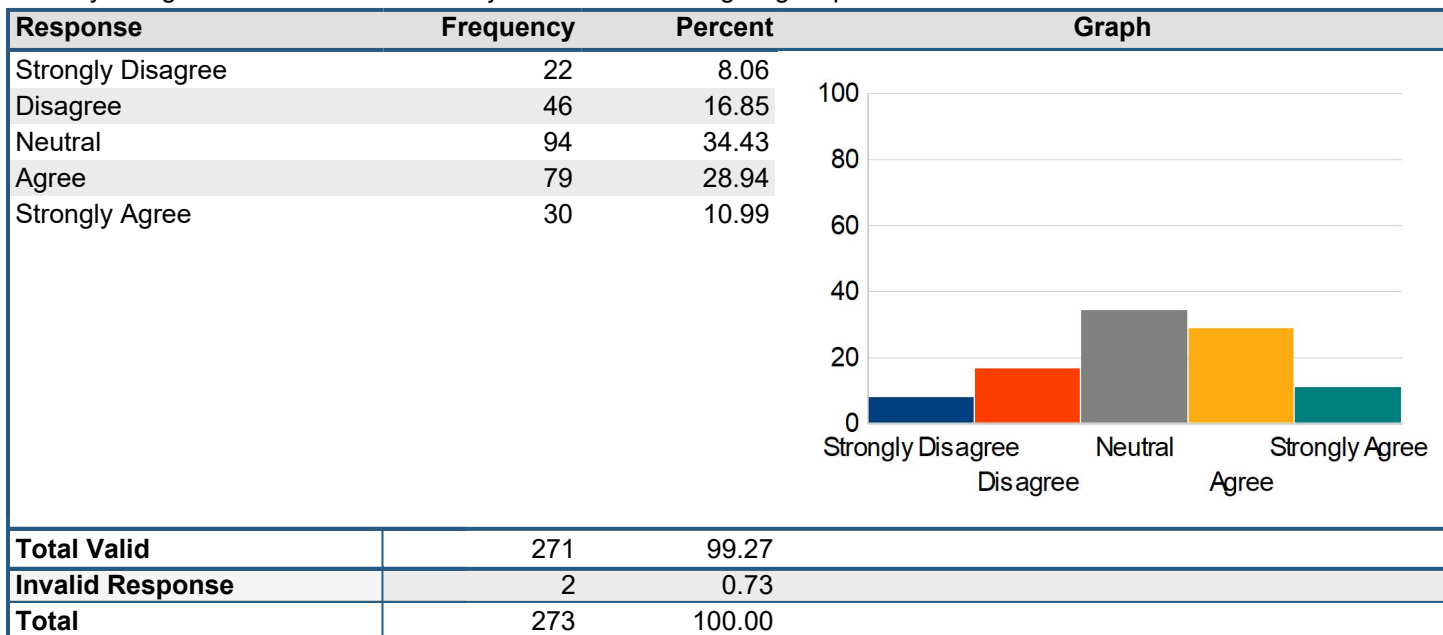 Response Frequency Percent Graph
Strongly Disagree 22 8.06
Disagree 46 16.85
Neutral 94 34.43
Agree 79 28.94
Strongly Agree 30 10.99
100
80
60
40
20
0
Strongly Disagree Neutral Strongly Agree
Disagree Agree
Total Valid 271 99.27
Invalid Response 2 0.73
Total 273 100.00